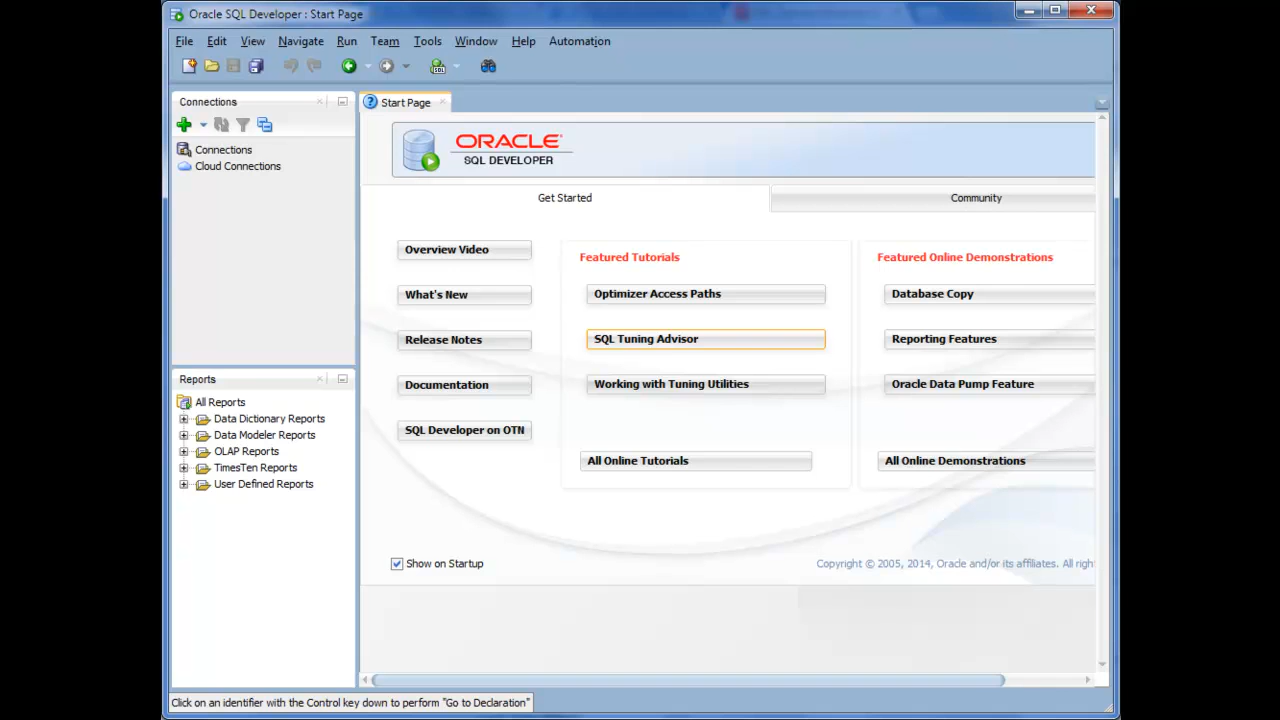 Oracle SQL Developer : Start Page
File Edit View Navigate Run Team Tools Window Help Automation
Connections
Connections
Cloud Connections
Reports
All Reports
Data Dictionary Reports
Data Modeler Reports
OLAP Reports
TimesTen Reports
User Defined Reports
Start Page
ORACLE
SQL DEVELOPER
Get Started
Community
Overview Video
What's New
Release Notes
Documentation
SQL Developer on OTN
Featured Tutorials
Optimizer Access Paths
SQL Tuning Advisor
Working with Tuning Utilities
All Online Tutorials
Featured Online Demonstrations
Database Copy
Reporting Features
Oracle Data Pump Feature
All Online Demonstrations
Show on Startup
Copyright © 2005, 2014, Oracle and/or its affiliates. All righ
Click on an identifier with the Control key down to perform "Go to Declaration"